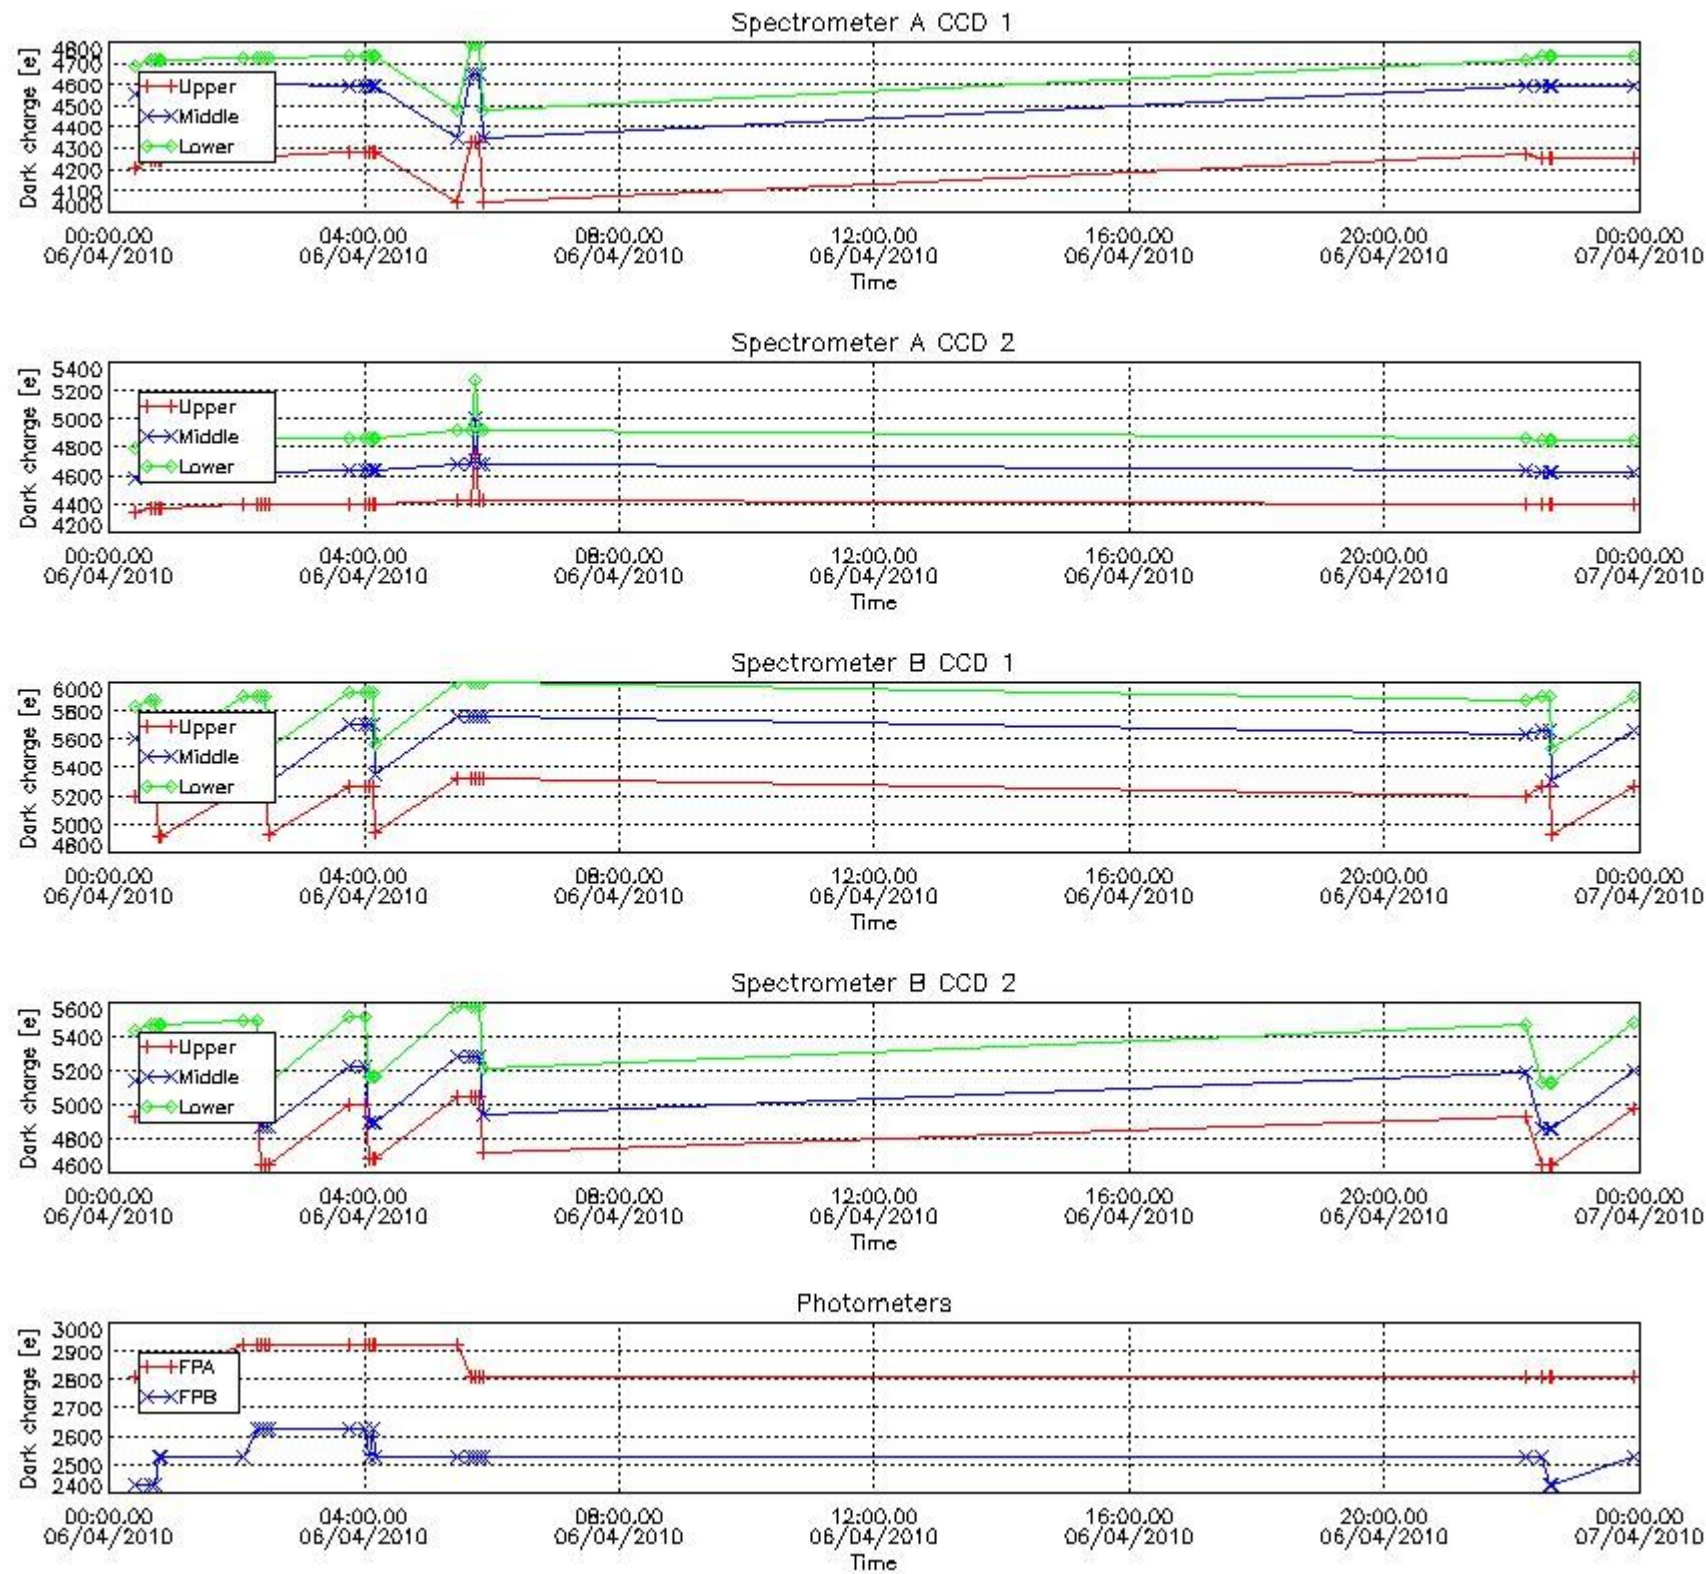 Spectrometer A CCD 1
Dark charge [e]
4800
4700
4600
4500
4400
4300
4200
4100
4000
Upper
Middle
Lower
00:00.00 04:00.00 08:00.00 12:00.00 16:00.00 20:00.00 00:00.00
06/04/2010 06/04/2010 06/04/2010 06/04/2010 06/04/2010 06/04/2010 07/04/2010
Time
Spectrometer A CCD 2
Dark charge [e]
5400
5200
5000
4800
4600
4400
4200
Upper
Middle
Lower
00:00.00 04:00.00 08:00.00 12:00.00 16:00.00 20:00.00 00:00.00
06/04/2010 06/04/2010 06/04/2010 06/04/2010 06/04/2010 06/04/2010 07/04/2010
Time
Spectrometer B CCD 1
Dark charge [e]
6000
5800
5600
5400
5200
5000
4800
Upper
Middle
Lower
00:00.00 04:00.00 08:00.00 12:00.00 16:00.00 20:00.00 00:00.00
06/04/2010 06/04/2010 06/04/2010 06/04/2010 06/04/2010 06/04/2010 07/04/2010
Time
Spectrometer B CCD 2
Dark charge [e]
5600
5400
5200
5000
4800
4600
Upper
Middle
Lower
00:00.00 04:00.00 08:00.00 12:00.00 16:00.00 20:00.00 00:00.00
06/04/2010 06/04/2010 06/04/2010 06/04/2010 06/04/2010 06/04/2010 07/04/2010
Time
Photometers
Dark charge [e]
3000
2900
2800
2700
2600
2500
2400
FPA
FPB
00:00.00 04:00.00 08:00.00 12:00.00 16:00.00 20:00.00 00:00.00
06/04/2010 06/04/2010 06/04/2010 06/04/2010 06/04/2010 06/04/2010 07/04/2010
Time